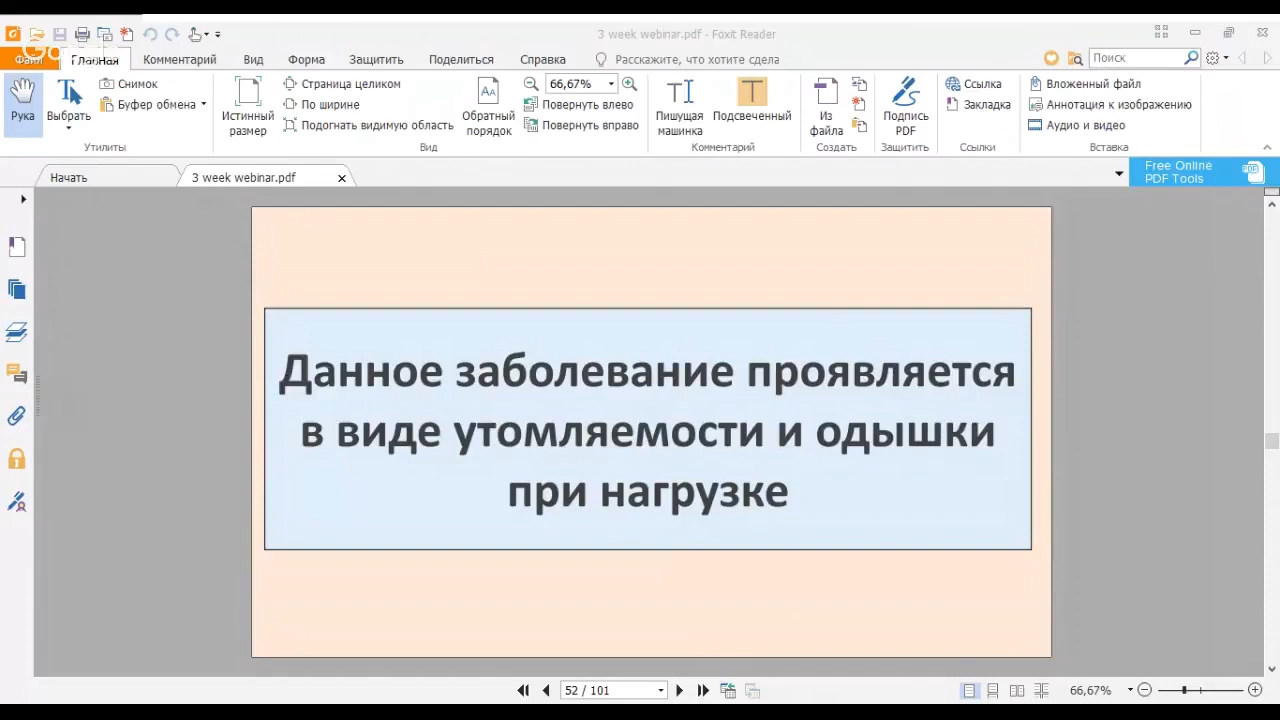 3 week webinar.pdf - Foxit Reader
Файл Главная Комментарий Вид Форма Защитить Поделиться Справка Расскажите, что хотите сделать Поиск
Рука
Выбрать
Снимок
Буфер обмена
Утилиты
Истинный размер
Страница целиком
По ширине
Подогнать видимую область
Обратный порядок
66,67%
Повернуть влево
Повернуть вправо
Вид
Пишущая машинка
Подсвеченный
Комментарий
Из файла
Создать
Подпись PDF
Защитить
Ссылка
Закладка
Ссылки
Вложенный файл
Аннотация к изображению
Аудио и видео
Вставка
Начать
3 week webinar.pdf
Free Online
PDF Tools
Данное заболевание проявляется
в виде утомляемости и одышки
при нагрузке
52 / 101
66,67%